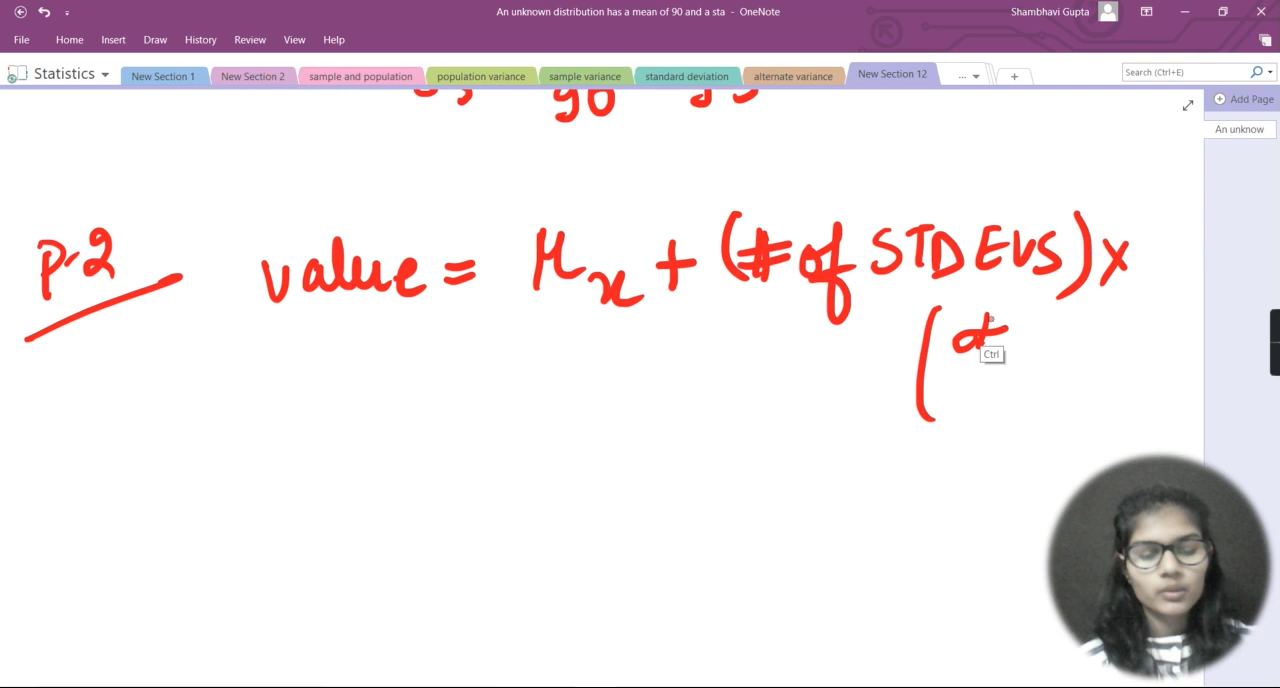 An unknown distribution has a mean of 90 and a sta - OneNote
Shambhavi Gupta
File Home Insert Draw History Review View Help
Statistics New Section 1 New Section 2 sample and population population variance sample variance standard deviation alternate variance New Section 12 ... + Search (Ctrl+E)
Add Page
An unknow
P-2 value = μx + (# of STDEVS) x
(
Ctrl